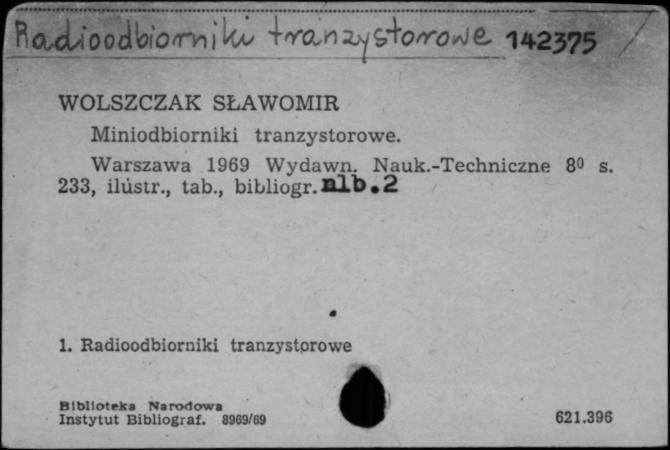 Radioodbiorniki tranzystorowe 142375
WOLSZCZAK SŁAWOMIR
Miniodbiorniki tranzystorowe.
Warszawa 1969 Wydawn. Nauk.-Techniczne 8⁰ s.
233, ilustr., tab., bibliogr. nlb.2
1. Radioodbiorniki tranzystorowe
Biblioteka Narodowa
Instytut Bibliograf. 8969/69
621.396